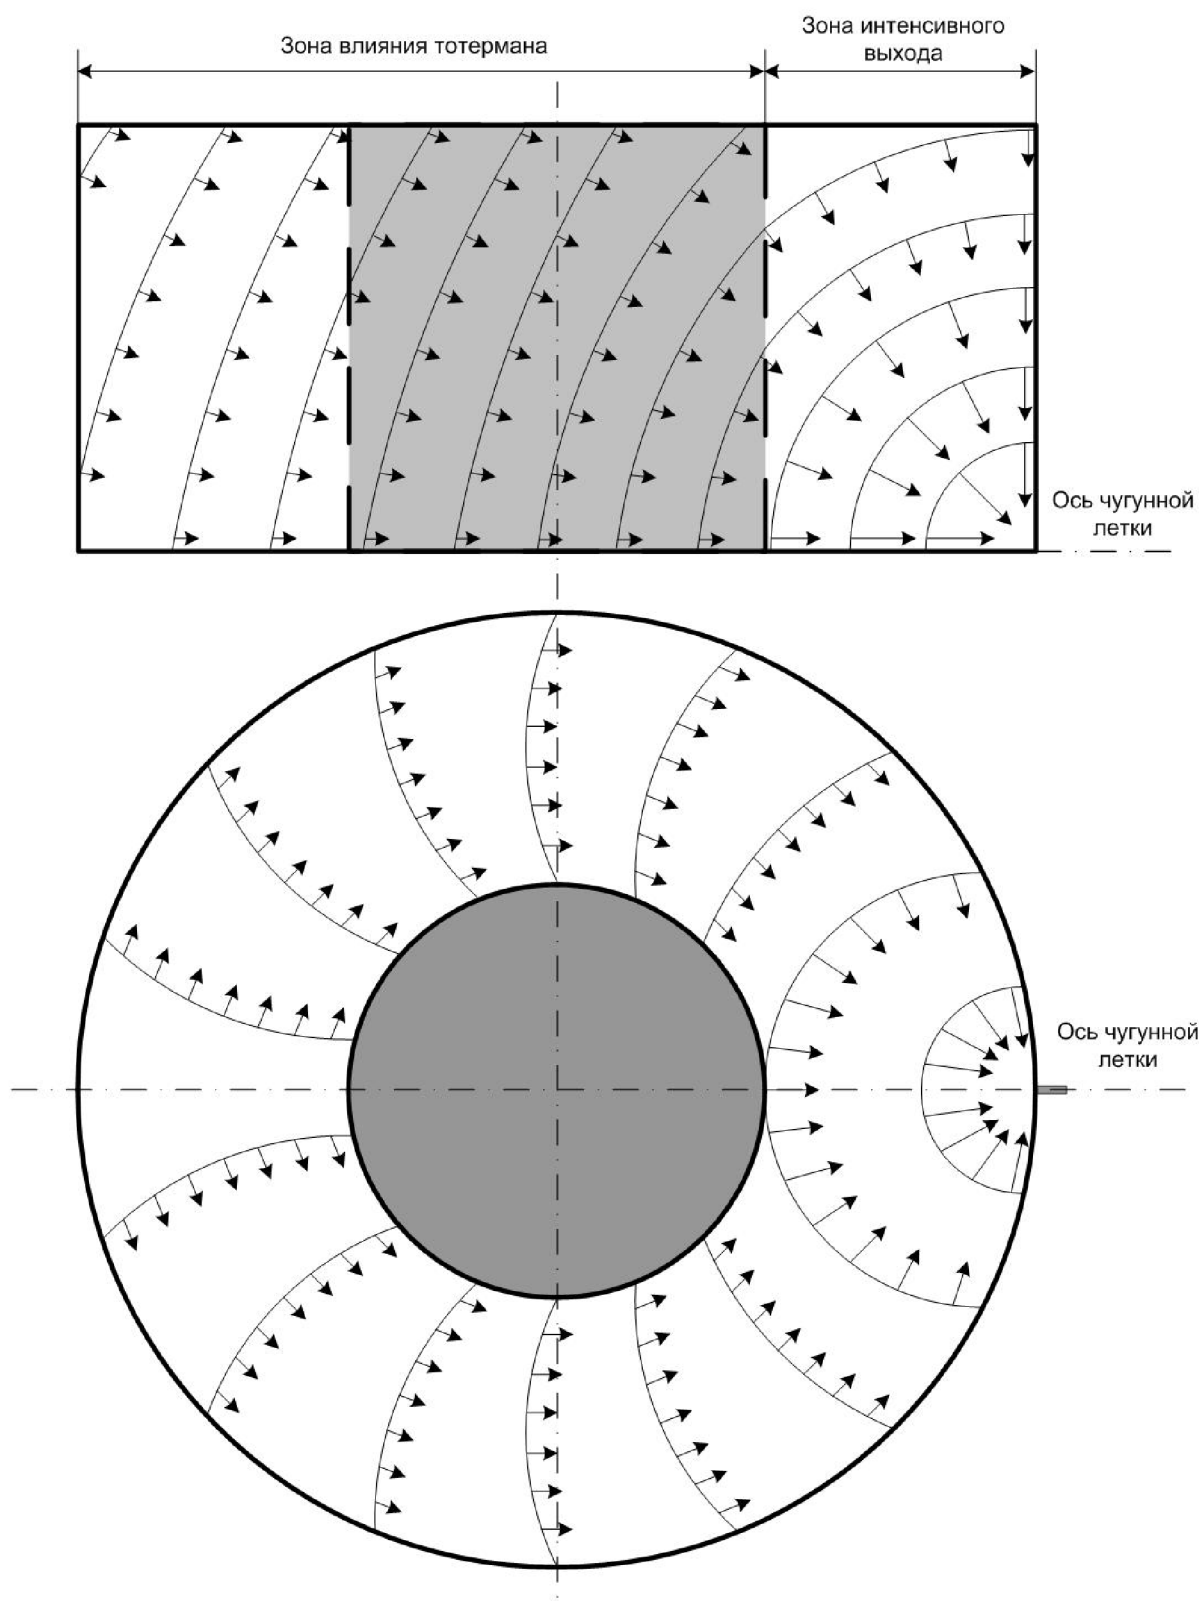 Зона влияния тотермана
Зона интенсивного
выхода
Ось чугунной
летки
Ось чугунной
летки